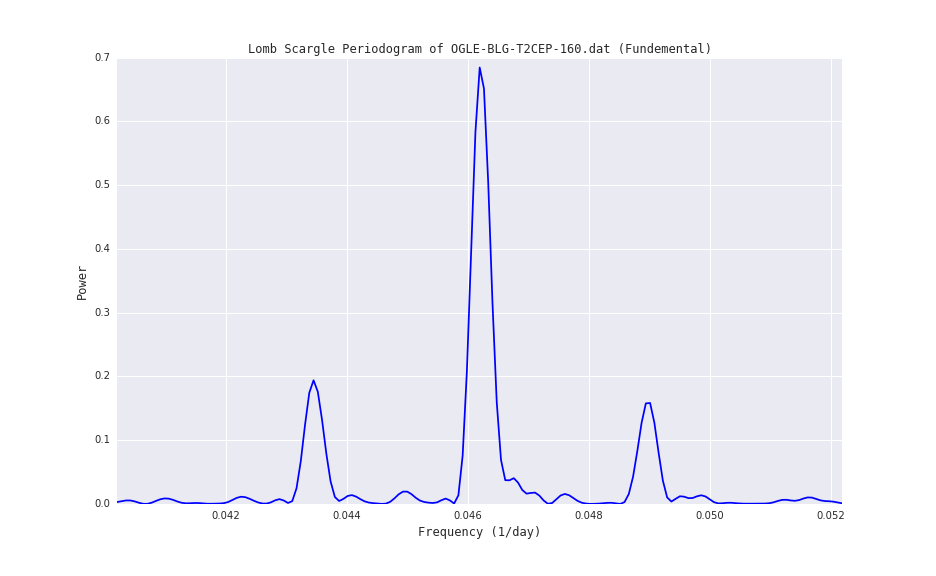 Lomb Scargle Periodogram of OGLE-BLG-T2CEP-160.dat (Fundemental)
0.7
0.6
0.5
0.4
0.3
0.2
0.1
0.0
Power
0.042 0.044 0.046 0.048 0.050 0.052
Frequency (1/day)